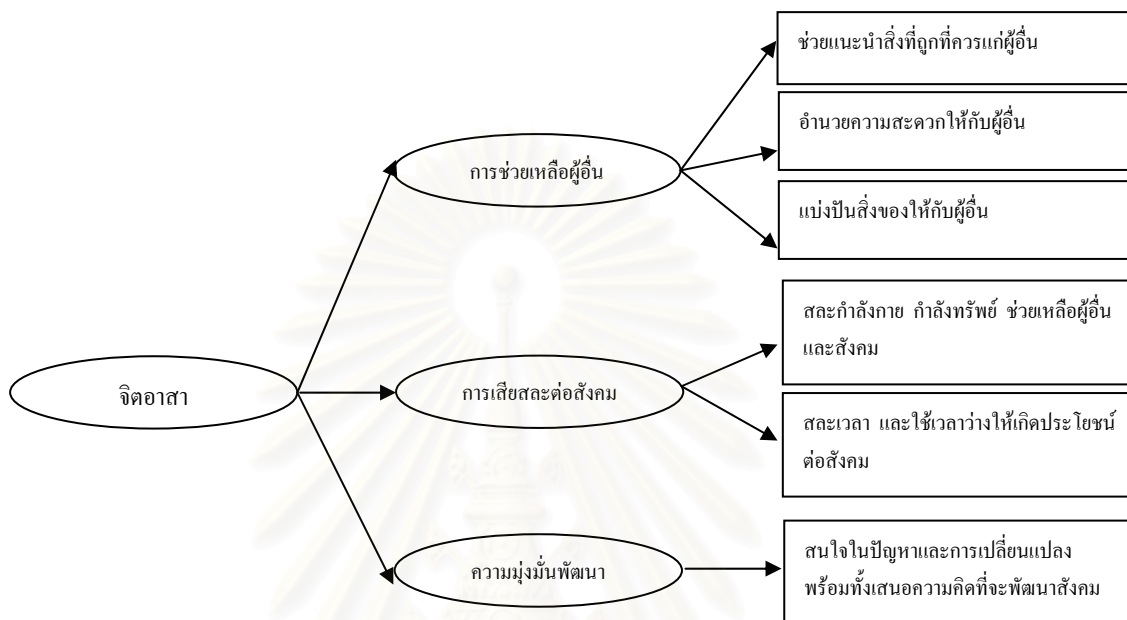 ช่วยแนะนำสิ่งที่ถูกที่ควรแก่ผู้อื่น
อำนวยความสะดวกให้กับผู้อื่น
การช่วยเหลือผู้อื่น
แบ่งปันสิ่งของให้กับผู้อื่น
สละกำลังกาย กำลังทรัพย์ ช่วยเหลือผู้อื่น
และสังคม
จิตอาสา
การเสียสละต่อสังคม
สละเวลา และใช้เวลาว่างให้เกิดประโยชน์
ต่อสังคม
ความมุ่งมั่นพัฒนา
สนใจในปัญหาและการเปลี่ยนแปลง
พร้อมทั้งเสนอความคิดที่จะพัฒนาสังคม